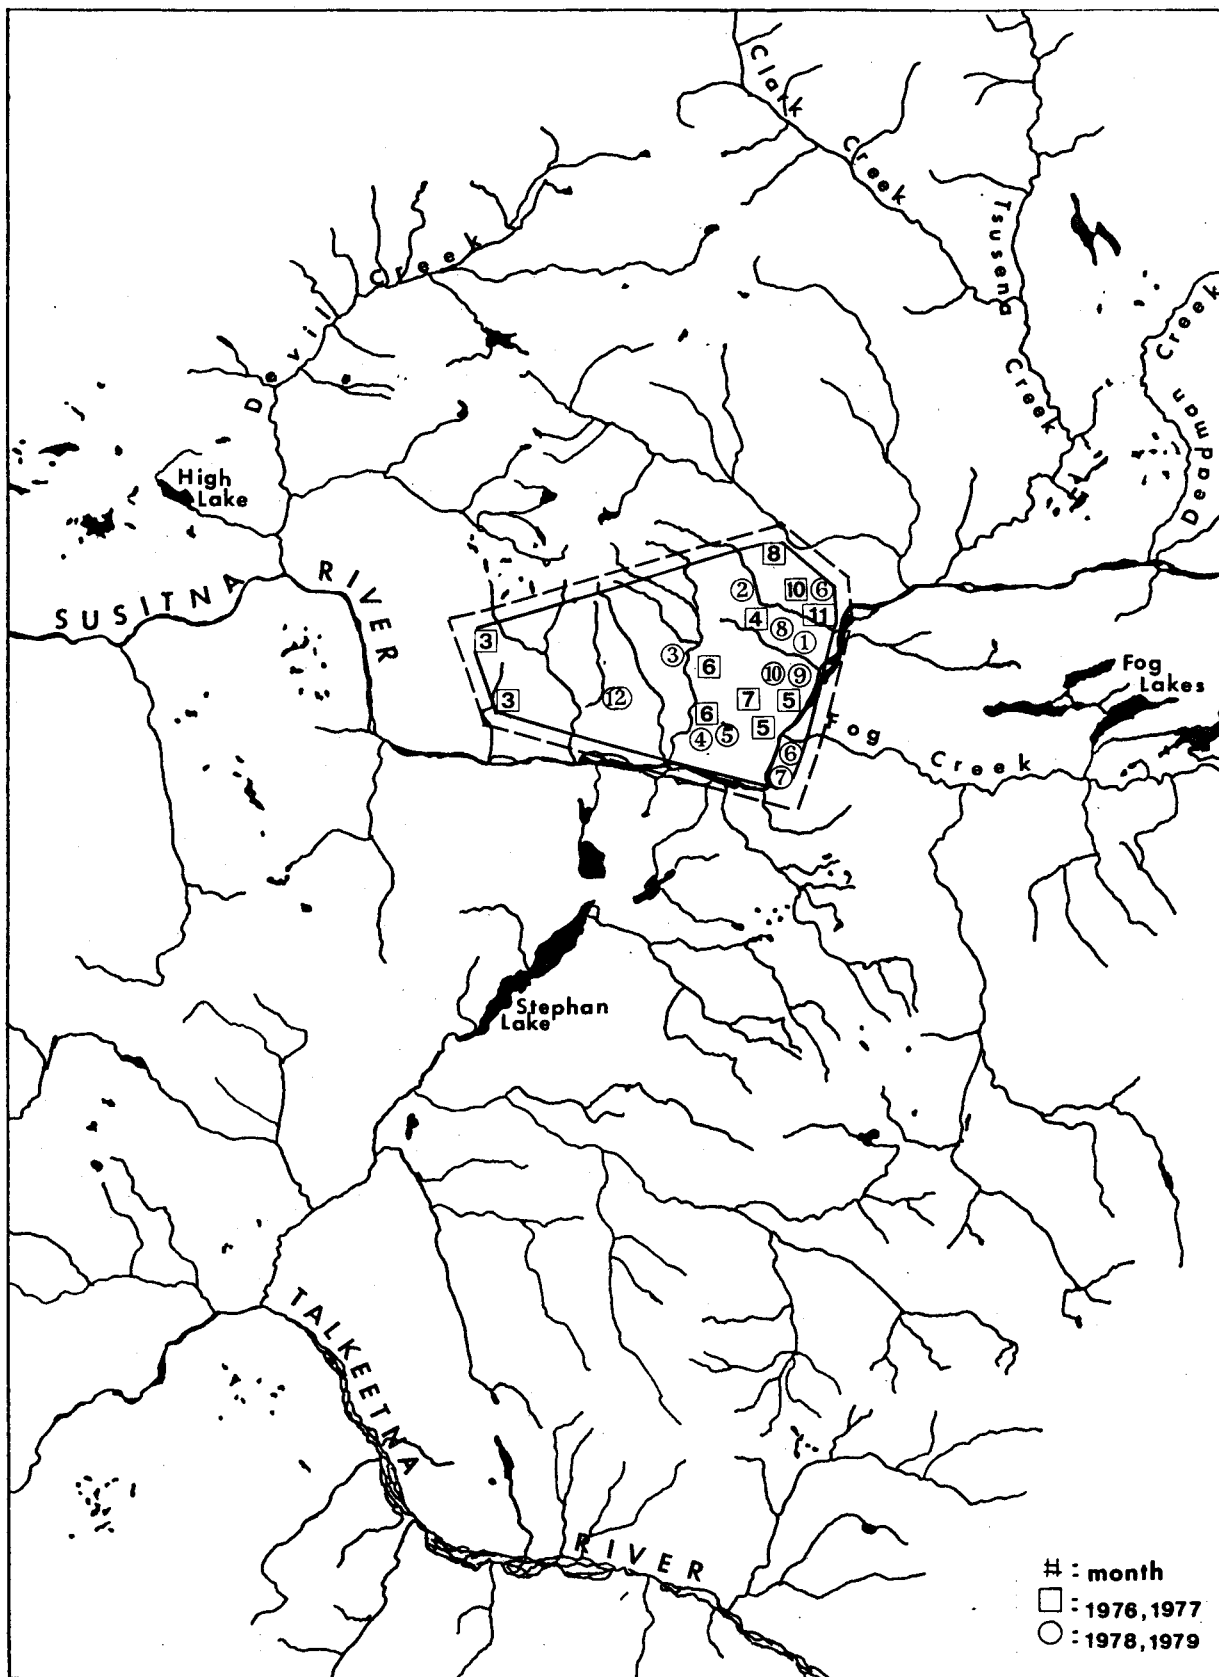 Clark Creek
Tsusena Creek
Devil Creek
Deadman Creek
High
Lake
SUSITNA RIVER
8
2
10
6
4
11
8
1
3
3
6
10
9
3
12
7
5
6
5
4
5
6
7
Fog
Lakes
Fog Creek
Stephan
Lake
TALKEETNA
RIVER
# : month
: 1976, 1977
: 1978, 1979